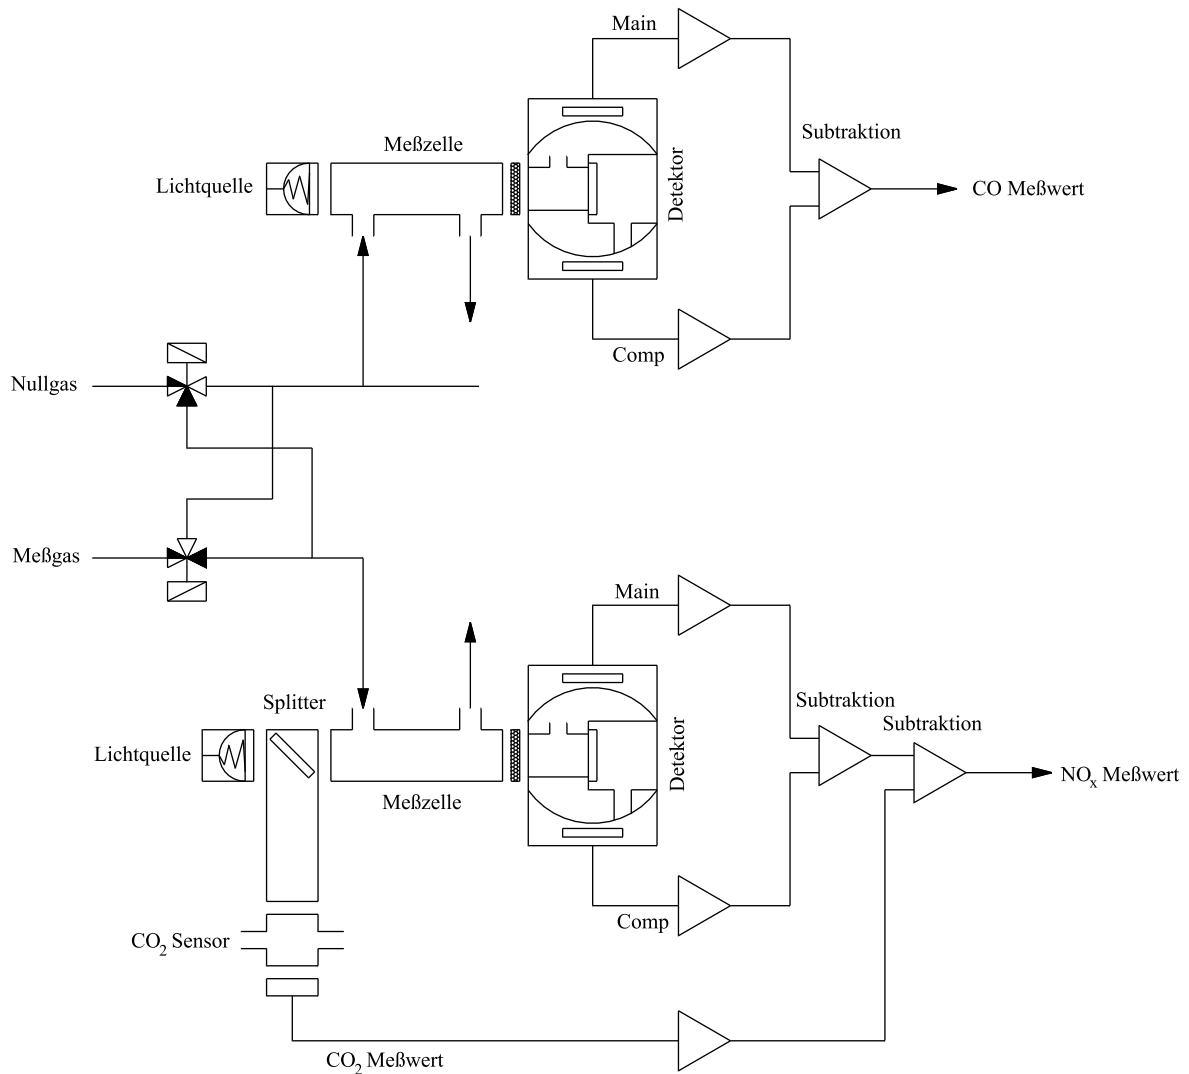 Main
Subtraktion
Meßzelle
Detektor
Lichtquelle
CO Meßwert
Comp
Nullgas
Meßgas
Main
Splitter
Subtraktion
Subtraktion
Lichtquelle
Detektor
NOx Meßwert
Meßzelle
Comp
CO2 Sensor
CO2 Meßwert